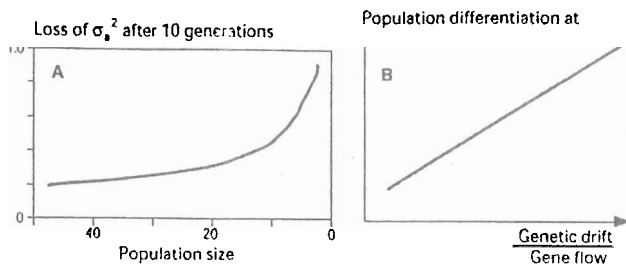 Loss of σₐ² after 10 generations
Population differentiation at
1.0
A
B
0
40
20
0
Population size
Genetic drift
Gene flow